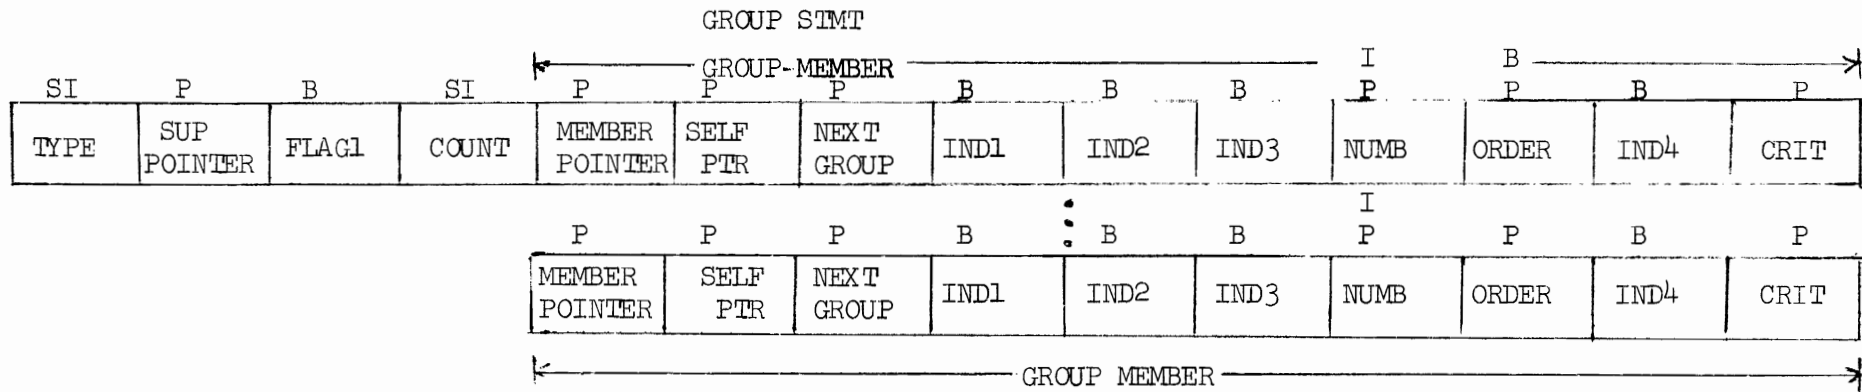 GROUP STMT
GROUP-MEMBER I B
SI P B SI P P P B B B P P B P
TYPE SUP POINTER FLAG1 COUNT MEMBER POINTER SELF PTR NEXT GROUP IND1 IND2 IND3 NUMB ORDER IND4 CRIT
I
P P P B B B P P B P
MEMBER POINTER SELF PTR NEXT GROUP IND1 IND2 IND3 NUMB ORDER IND4 CRIT
GROUP MEMBER